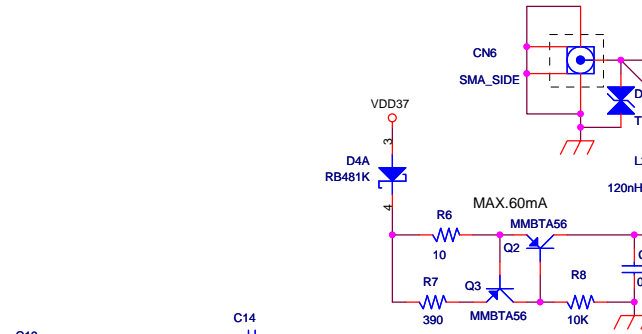 CN6
SMA_SIDE
D
T
VDD37
3
D4A
RB481K
4
120nH
MAX.60mA
R6
10
MMBTA56
Q2
R7
390
Q3
MMBTA56
R8
10K
C
0
C14